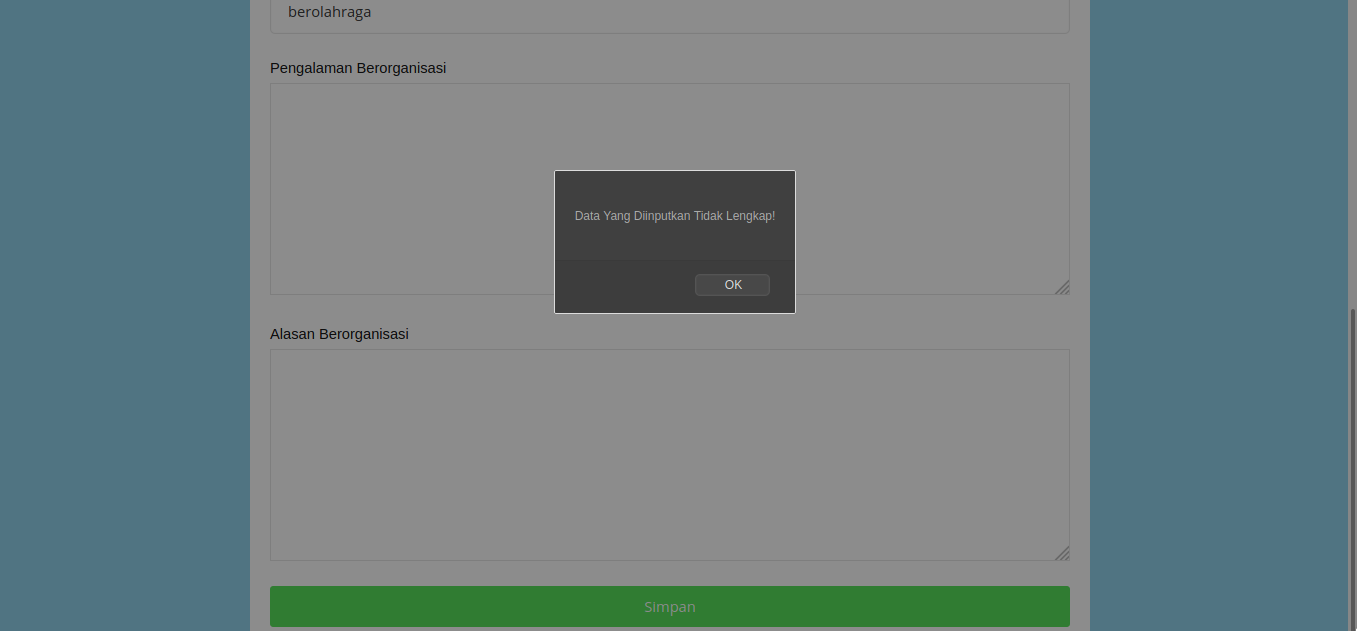 berolahraga
Pengalaman Berorganisasi
Data Yang Diinputkan Tidak Lengkap!
OK
Alasan Berorganisasi
Simpan